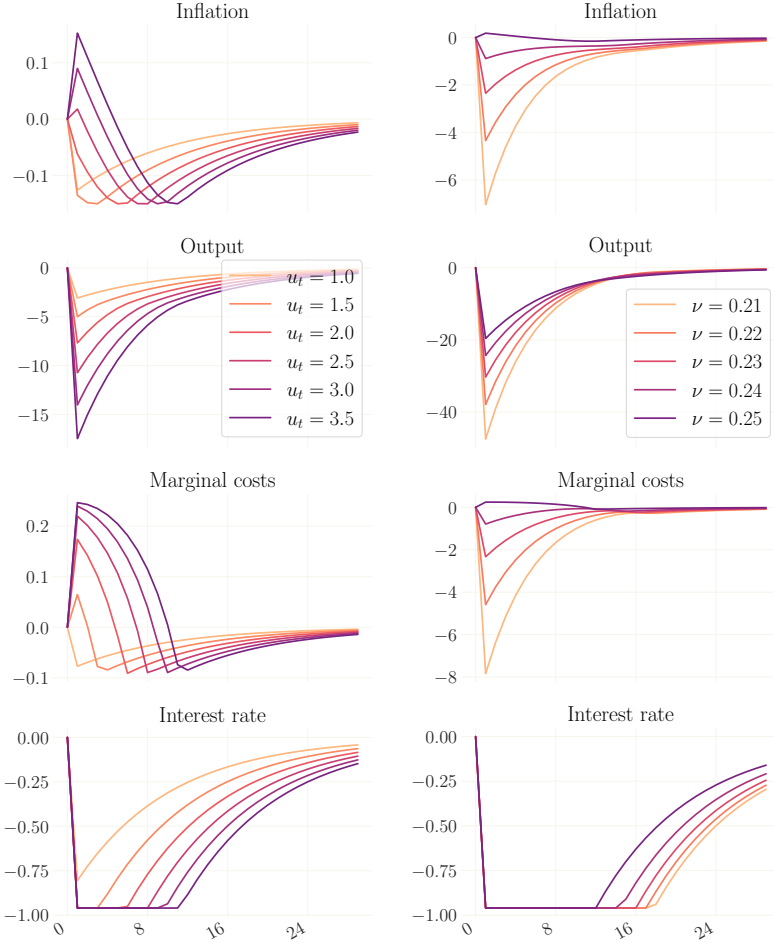 Inflation
0.1
0.0
−0.1
Inflation
0
−2
−4
−6
Output
0
−5
−10
−15
u_t = 1.0
u_t = 1.5
u_t = 2.0
u_t = 2.5
u_t = 3.0
u_t = 3.5
Output
0
−20
−40
ν = 0.21
ν = 0.22
ν = 0.23
ν = 0.24
ν = 0.25
Marginal costs
0.2
0.1
0.0
−0.1
Marginal costs
0
−2
−4
−6
−8
Interest rate
0.00
−0.25
−0.50
−0.75
−1.00
0
8
16
24
Interest rate
0.00
−0.25
−0.50
−0.75
−1.00
0
8
16
24